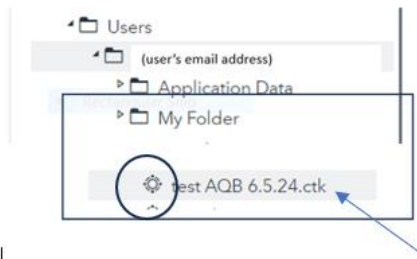 Users
(user's email address)
Application Data
My Folder
test AQB 6.5.24.ctk